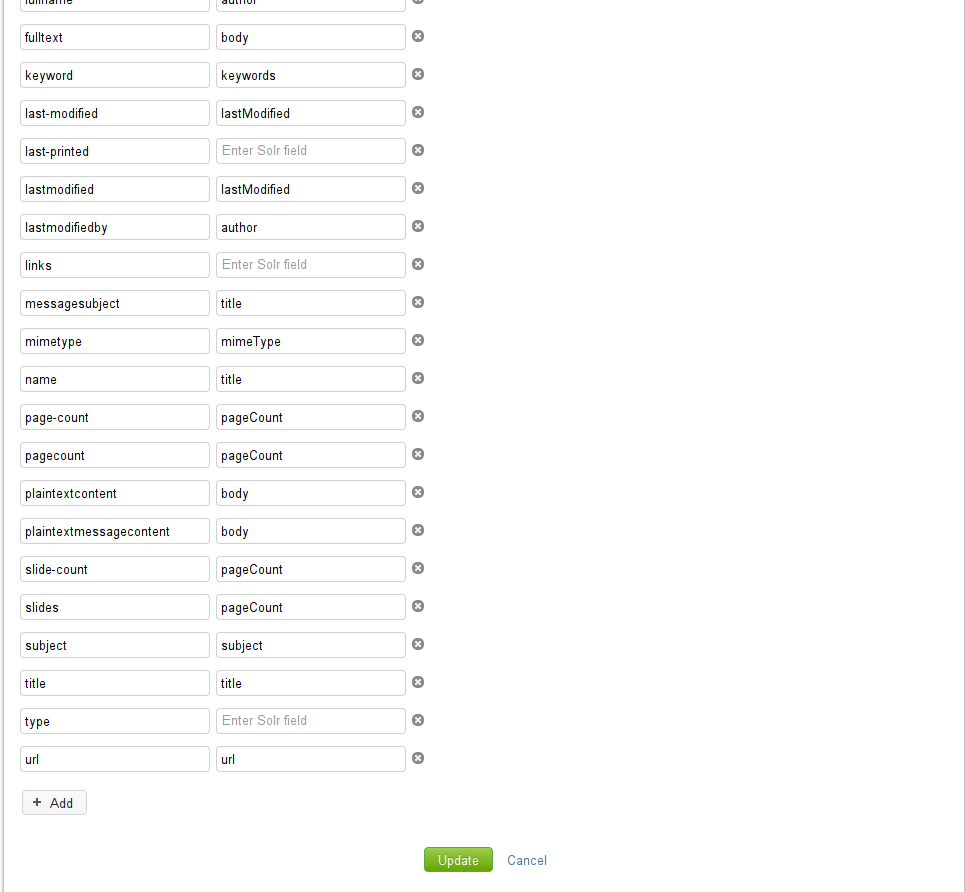 fullname author
fulltext body
keyword keywords
last-modified lastModified
last-printed Enter Solr field
lastmodified lastModified
lastmodifiedby author
links Enter Solr field
messagesubject title
mimetype mimeType
name title
page-count pageCount
pagecount pageCount
plaintextcontent body
plaintextmessagecontent body
slide-count pageCount
slides pageCount
subject subject
title title
type Enter Solr field
url url
+ Add
Update Cancel